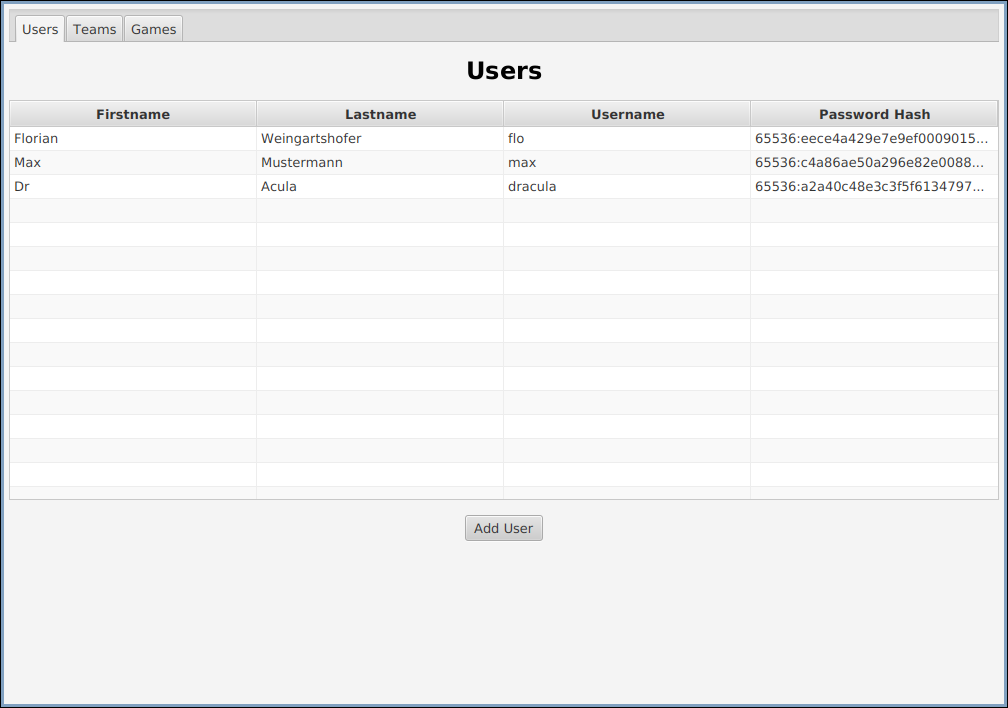 Users Teams Games
Users
Firstname Lastname Username Password Hash
Florian Weingartshofer flo 65536:eece4a429e7e9ef0009015...
Max Mustermann max 65536:c4a86ae50a296e82e0088...
Dr Acula dracula 65536:a2a40c48e3c3f5f6134797...
Add User